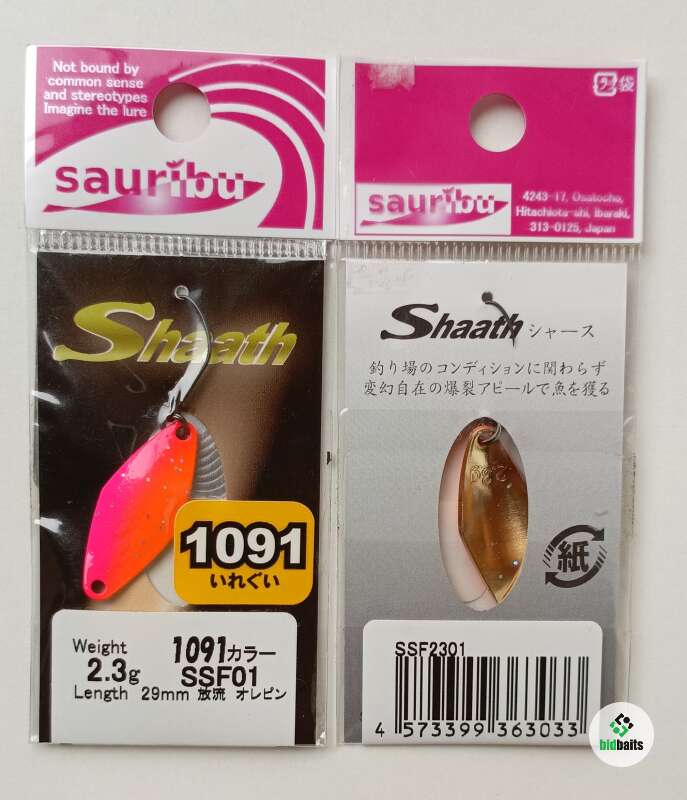 Not bound by
common sense
and stereotypes
Imagine the lure
sauribu
Shaath
1091
いれぐい
Weight
2.3g
1091カラー
SSF01
Length 29mm 放流 オレピン
袋
sauribu
4243-17, Osatocho,
Hitachiota-shi, Ibaraki,
313-0125, Japan
Shaath シャース
釣り場のコンディションに関わらず
変幻自在の爆裂アピールで魚を獲る
2.3g
紙
SSF2301
4 573399 363033
bidbaits